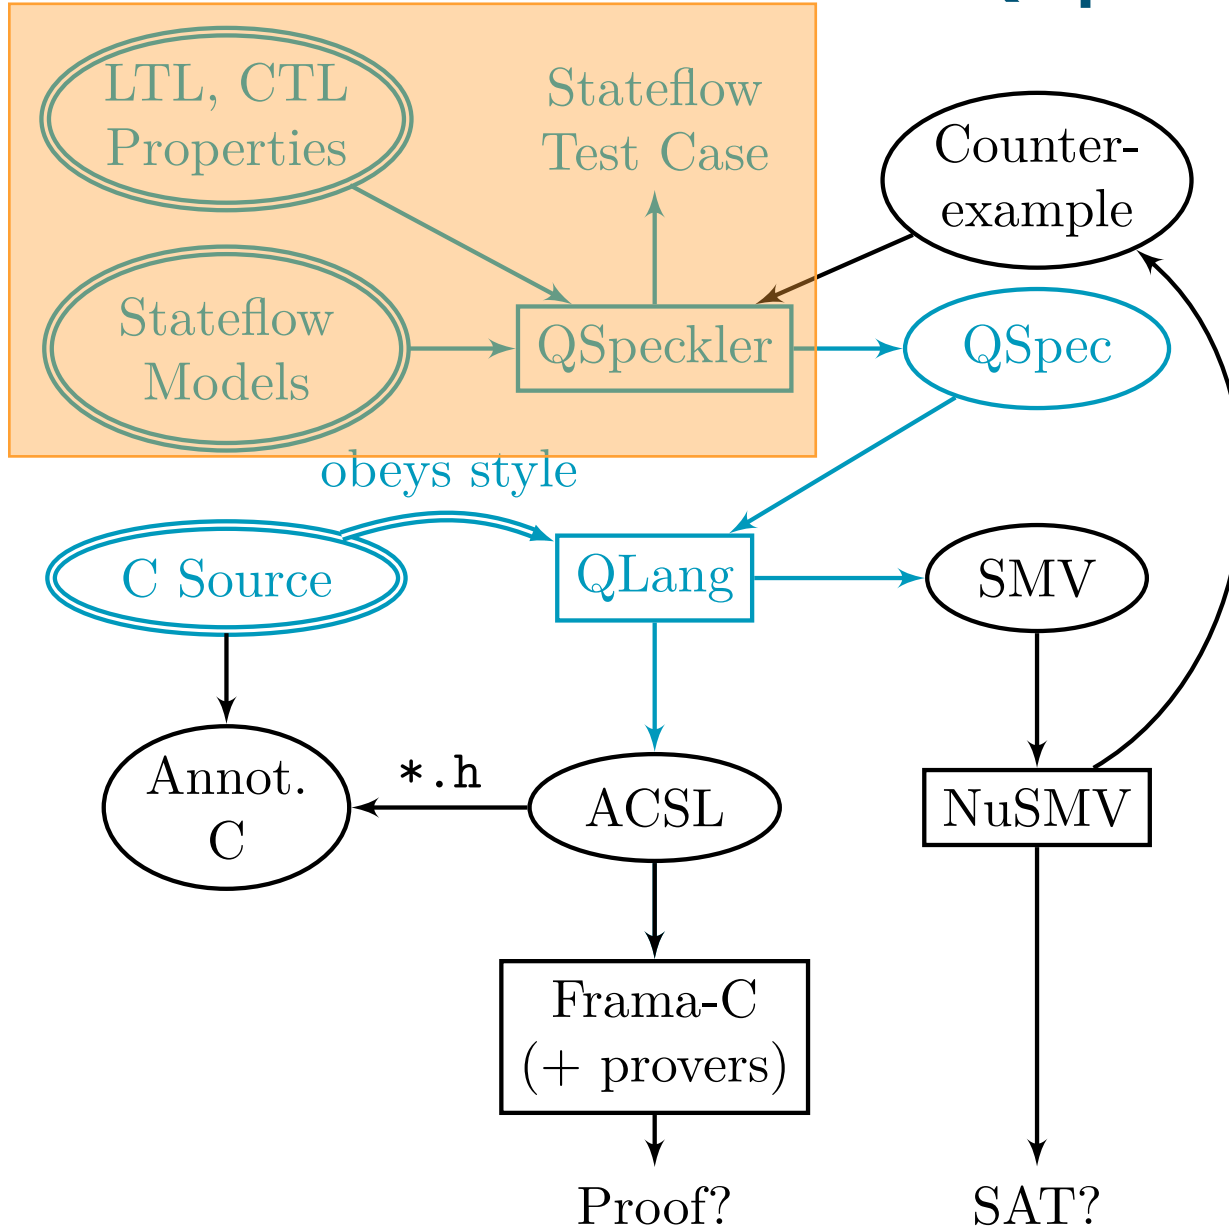 LTL, CTL
Properties
Stateflow
Test Case
Counter-
example
Stateflow
Models
QSpeckler
QSpec
obeys style
C Source
QLang
SMV
Annot.
C
*.h
ACSL
NuSMV
Frama-C
(+ provers)
Proof?
SAT?